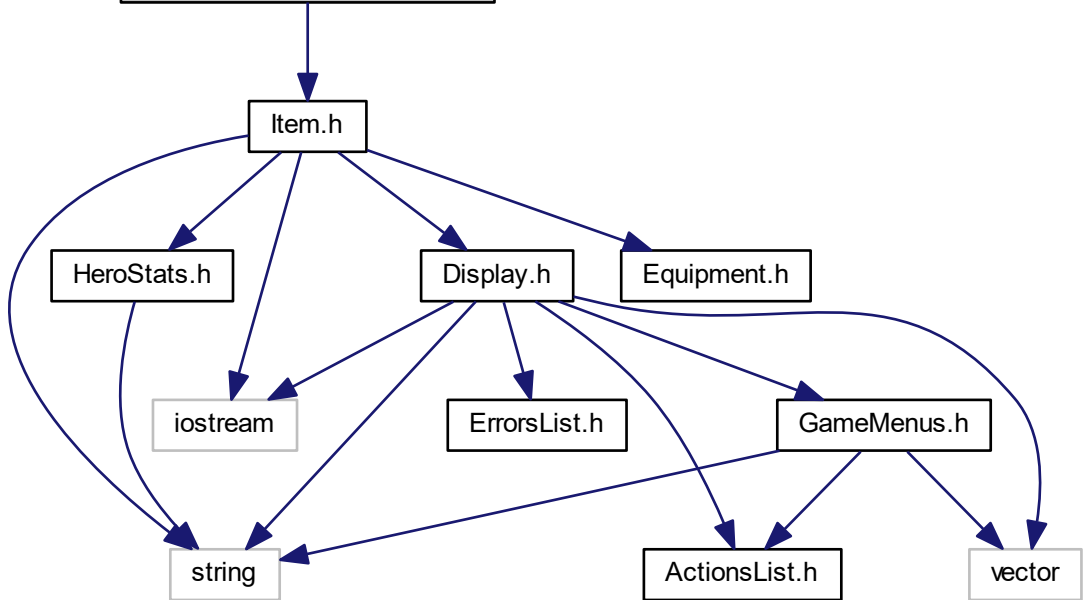 Item.h
HeroStats.h
Display.h
Equipment.h
iostream
ErrorsList.h
GameMenus.h
string
ActionsList.h
vector